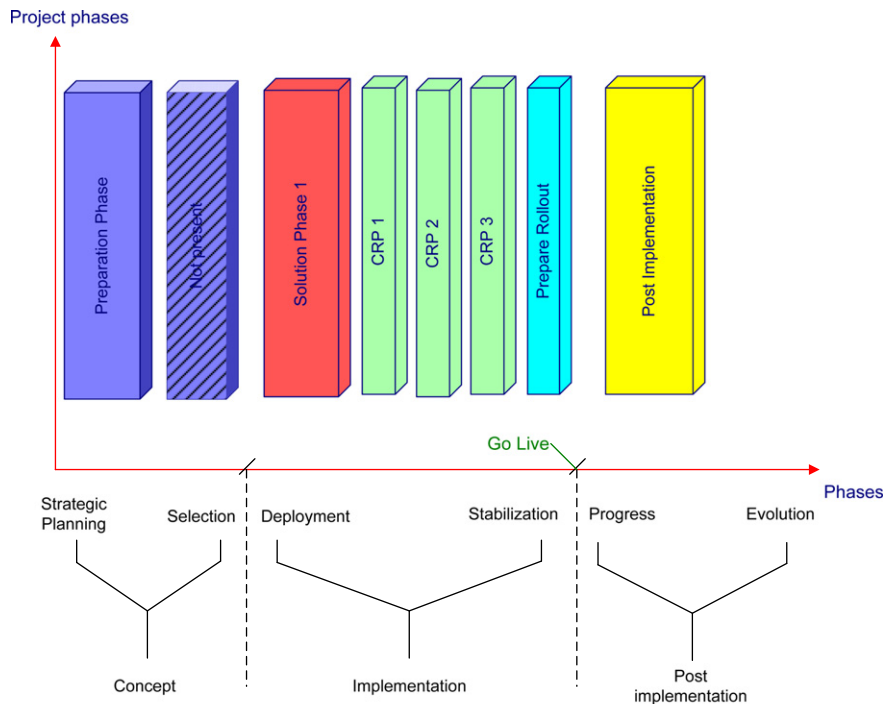 Project phases
Preparation Phase
Not present
Solution Phase 1
CRP 1
CRP 2
CRP 3
Prepare Rollout
Post Implementation
Go Live
Phases
Strategic
Planning
Selection
Deployment
Stabilization
Progress
Evolution
Concept
Implementation
Post
implementation